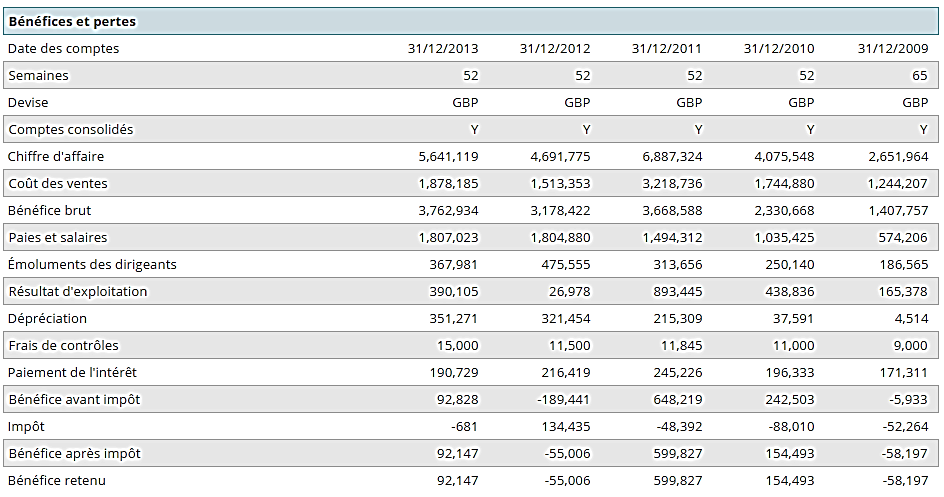 Bénéfices et pertes
Date des comptes 31/12/2013 31/12/2012 31/12/2011 31/12/2010 31/12/2009
Semaines 52 52 52 52 65
Devise GBP GBP GBP GBP GBP
Comptes consolidés Y Y Y Y Y
Chiffre d'affaire 5,641,119 4,691,775 6,887,324 4,075,548 2,651,964
Coût des ventes 1,878,185 1,513,353 3,218,736 1,744,880 1,244,207
Bénéfice brut 3,762,934 3,178,422 3,668,588 2,330,668 1,407,757
Paies et salaires 1,807,023 1,804,880 1,494,312 1,035,425 574,206
Émoluments des dirigeants 367,981 475,555 313,656 250,140 186,565
Résultat d'exploitation 390,105 26,978 893,445 438,836 165,378
Dépréciation 351,271 321,454 215,309 37,591 4,514
Frais de contrôles 15,000 11,500 11,845 11,000 9,000
Paiement de l'intérêt 190,729 216,419 245,226 196,333 171,311
Bénéfice avant impôt 92,828 -189,441 648,219 242,503 -5,933
Impôt -681 134,435 -48,392 -88,010 -52,264
Bénéfice après impôt 92,147 -55,006 599,827 154,493 -58,197
Bénéfice retenu 92,147 -55,006 599,827 154,493 -58,197